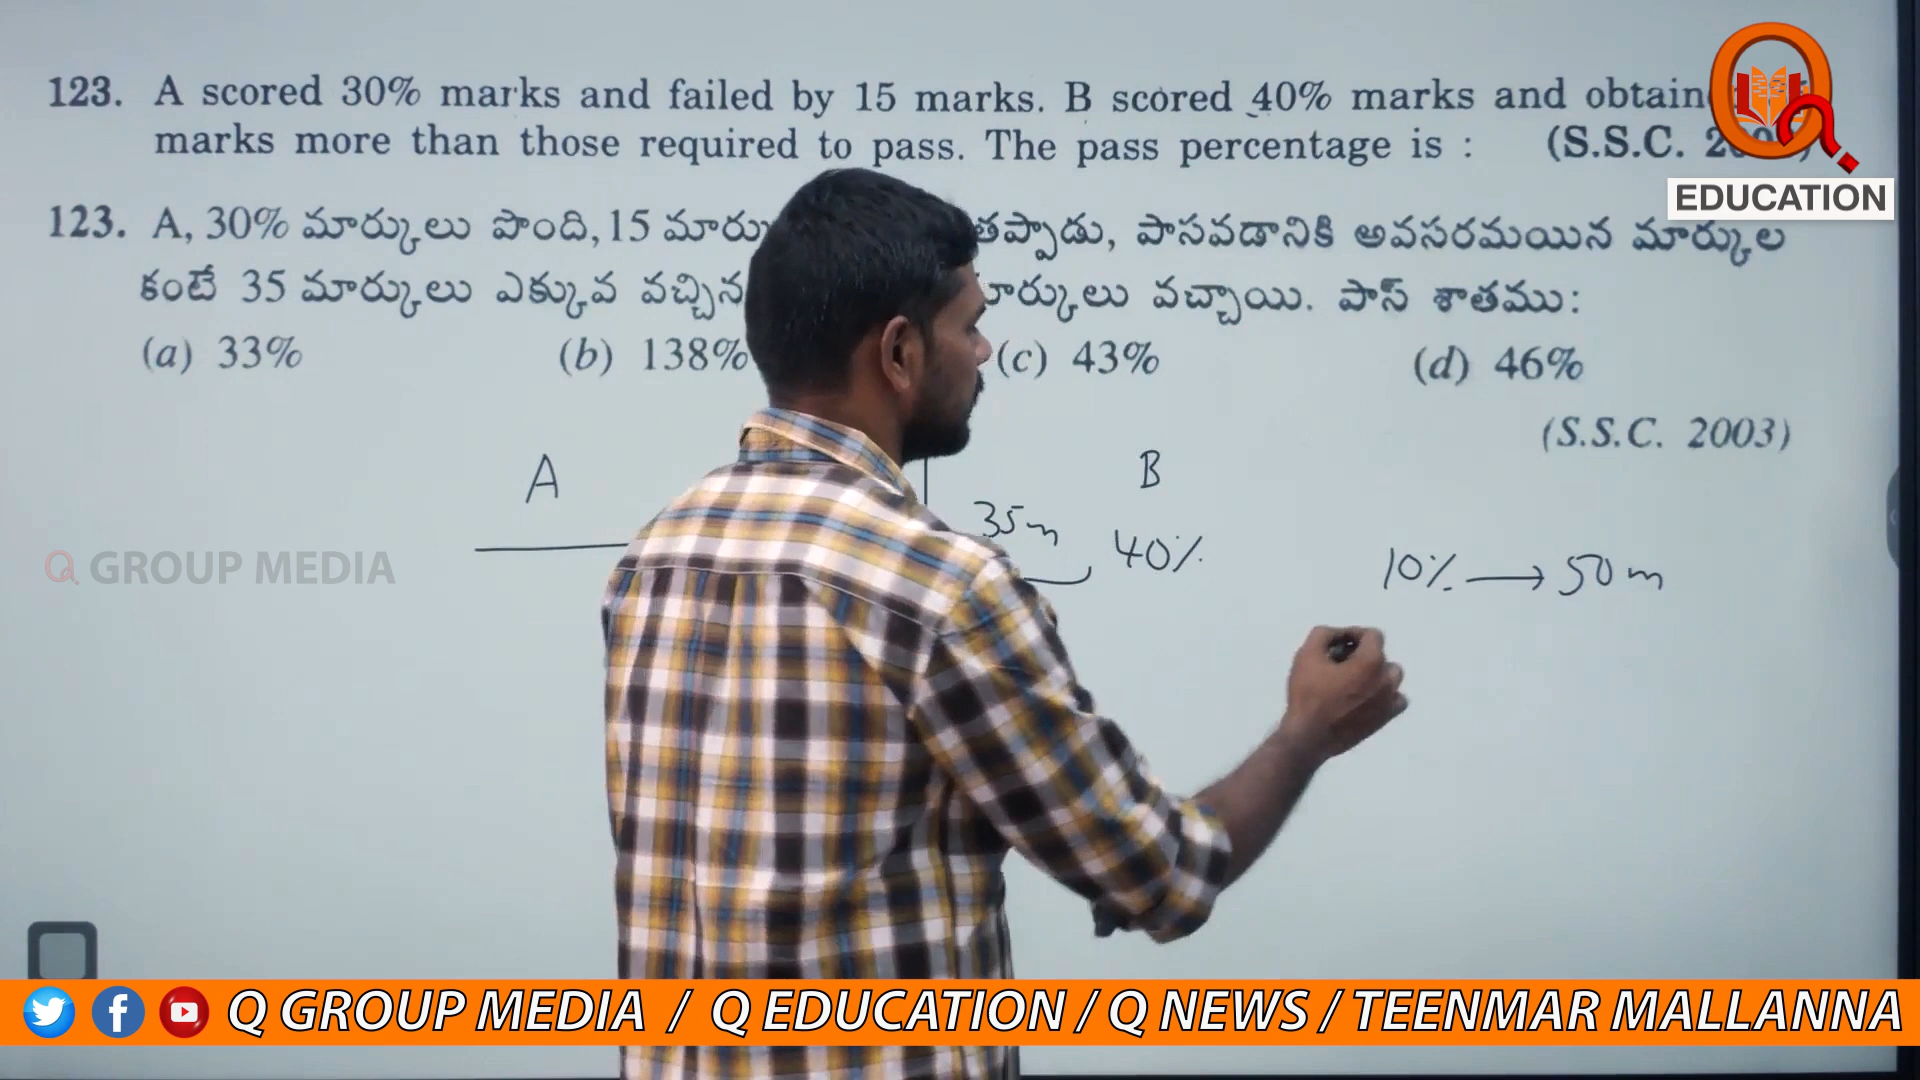 123. A scored 30% marks and failed by 15 marks. B scored 40% marks and obtain
marks more than those required to pass. The pass percentage is : (S.S.C.
EDUCATION
123. A, 30% మార్కులు పొంది, 15 తప్పాడు, పాసవడానికి అవసరమయిన మార్కుల
కంటే 35 మార్కులు ఎక్కువ వచ్చిన వచ్చాయి. పాస్ శాతము:
(a) 33% (b) 138% (c) 43% (d) 46%
(S.S.C. 2003)
A B
35m 40% 10% → 50m
Q GROUP MEDIA
Q GROUP MEDIA / Q EDUCATION / Q NEWS / TEENMAR MALLANNA